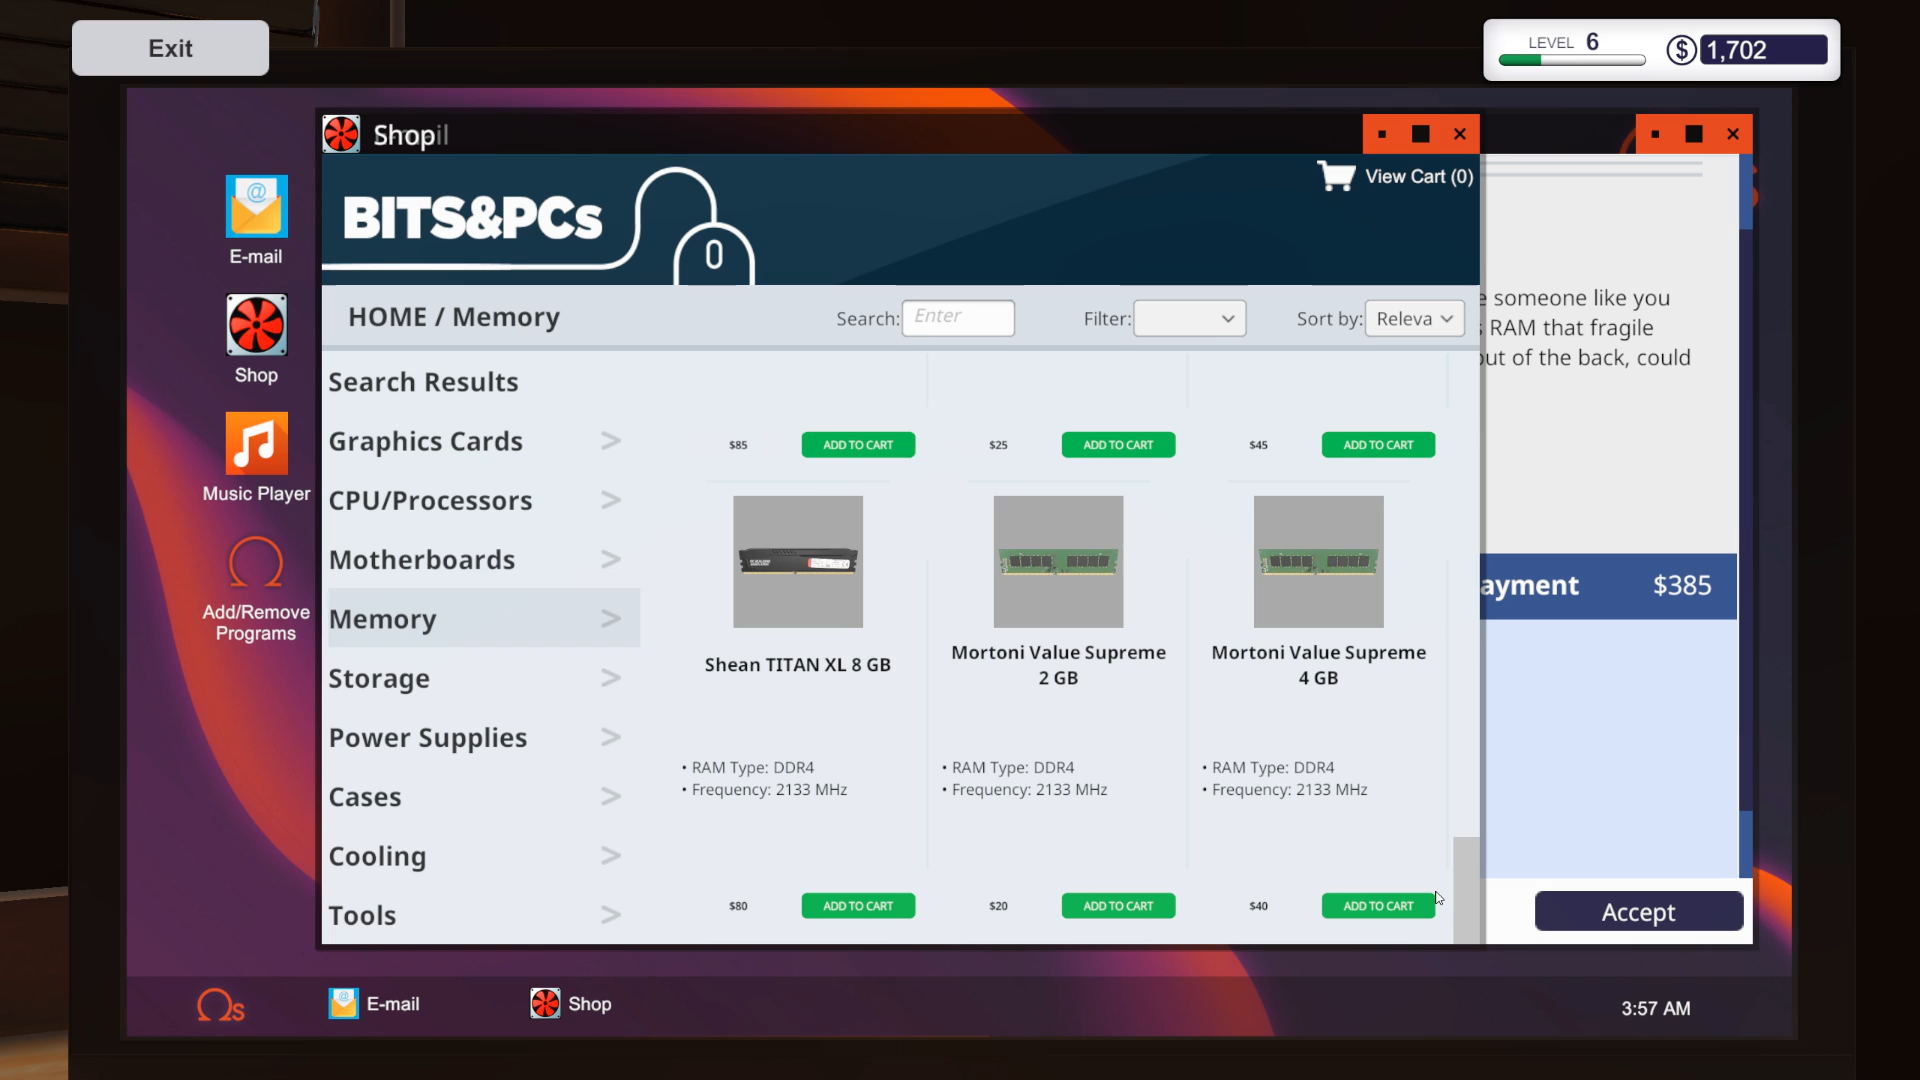 Exit
LEVEL 6
$ 1,702
Shop
View Cart (0)
BITS&PCs
E-mail
HOME / Memory
Search: Enter
Filter:
Sort by: Releva
someone like you
RAM that fragile
out of the back, could
Shop
Search Results
Graphics Cards >
$85 ADD TO CART
$25 ADD TO CART
$45 ADD TO CART
CPU/Processors >
Music Player
Motherboards >
Add/Remove
Programs
Memory >
Shean TITAN XL 8 GB
Mortoni Value Supreme
2 GB
Mortoni Value Supreme
4 GB
ayment $385
Storage >
Power Supplies >
• RAM Type: DDR4
• Frequency: 2133 MHz
• RAM Type: DDR4
• Frequency: 2133 MHz
• RAM Type: DDR4
• Frequency: 2133 MHz
Cases >
Cooling >
Tools >
$80 ADD TO CART
$20 ADD TO CART
$40 ADD TO CART
Accept
Ωs
E-mail
Shop
3:57 AM